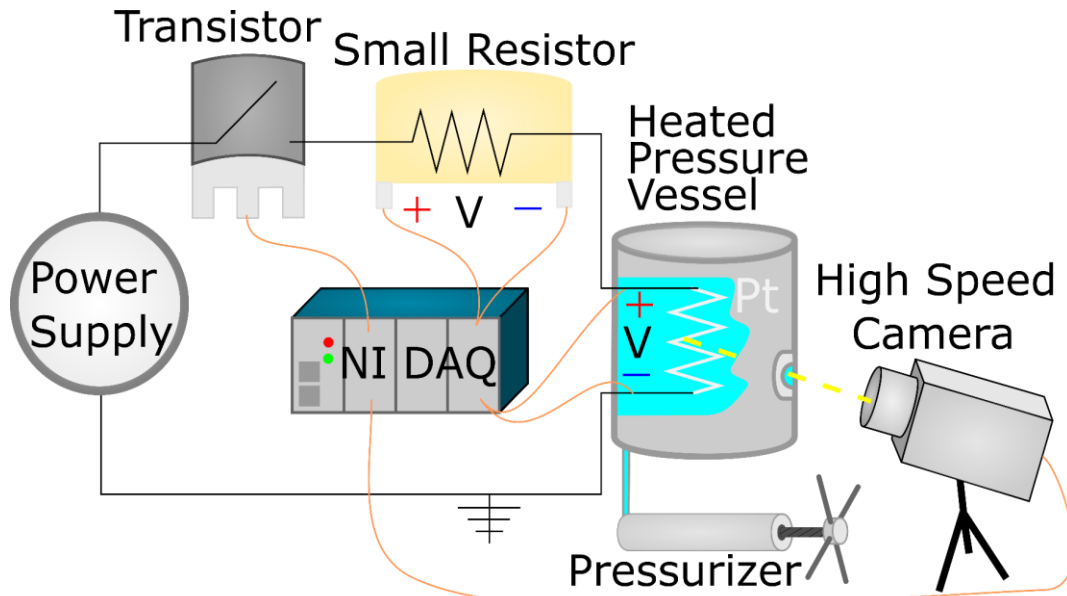 Transistor
Small Resistor
+ V −
Heated
Pressure
Vessel
Power
Supply
NI DAQ
Pt
+
V
−
High Speed
Camera
Pressurizer